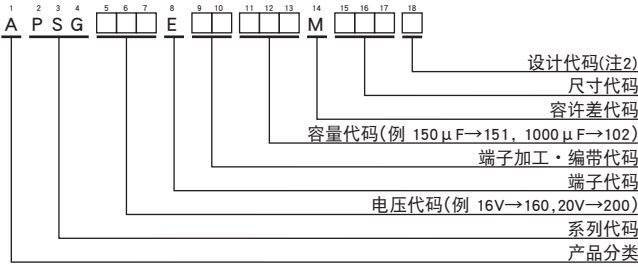 1 2 3 4 5 6 7 8 9 10 11 12 13 14 15 16 17 18
A P S G E M
设计代码(注2)
尺寸代码
容许差代码
容量代码(例 150μF→151, 1000μF→102)
端子加工・编带代码
端子代码
电压代码(例 16V→160,20V→200)
系列代码
产品分类